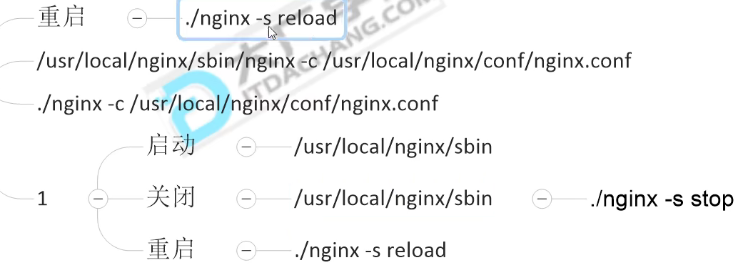 重启 ./nginx -s reload
/usr/local/nginx/sbin/nginx -c /usr/local/nginx/conf/nginx.conf
./nginx -c /usr/local/nginx/conf/nginx.conf
启动 /usr/local/nginx/sbin
1 关闭 /usr/local/nginx/sbin ./nginx -s stop
重启 ./nginx -s reload
ITDACHANG.COM